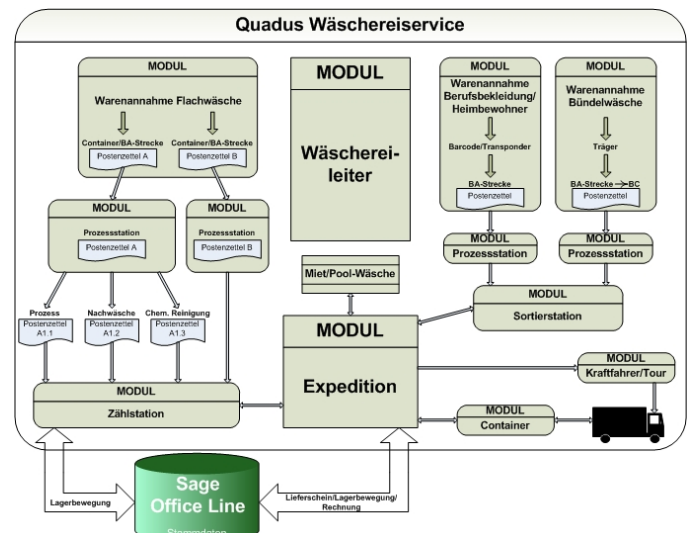 Quadus Wäschereiservice
MODUL
Warenannahme Flachwäsche
Container/BA-Strecke
Container/BA-Strecke
Postenzettel A
Postenzettel B
MODUL
Wäscherei-
leiter
MODUL
Warenannahme
Berufsbekleidung/
Heimbewohner
Barcode/Transponder
BA-Strecke
Postenzettel
MODUL
Warenannahme
Bündelwäsche
Träger
BA-Strecke
BC
Postenzettel
MODUL
Prozessstation
Postenzettel A
MODUL
Prozessstation
Postenzettel B
MODUL
Prozessstation
MODUL
Prozessstation
Miet/Pool-Wäsche
MODUL
Sortierstation
Prozess
Postenzettel
A1.1
Nachwäsche
Postenzettel
A1.2
Chem. Reinigung
Postenzettel
A1.3
MODUL
Expedition
MODUL
Kraftfahrer/Tour
MODUL
Zählstation
MODUL
Container
Sage
Office Line
Stammdaten
Lagerbewegung
Lieferschein/Lagerbewegung/
Rechnung